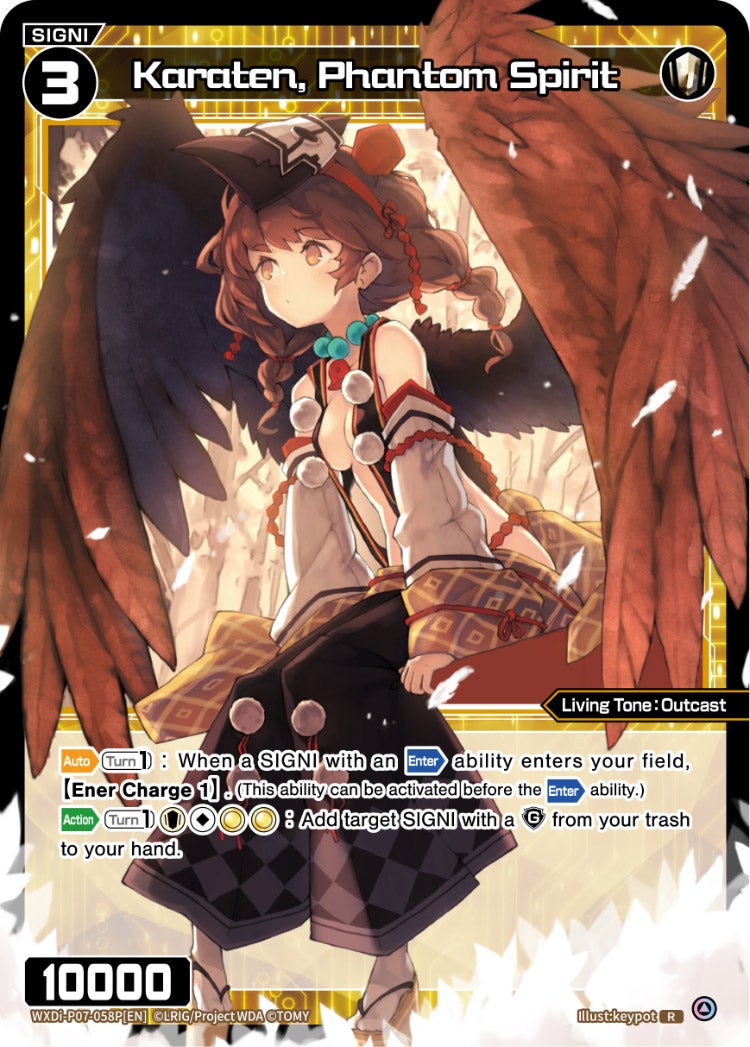 SIGNI
3
Karaten, Phantom Spirit
Living Tone:Outcast
Auto Turn 1 : When a SIGNI with an Enter ability enters your field,
【Ener Charge 1】. (This ability can be activated before the Enter ability.)
Action Turn 1 : Add target SIGNI with a G from your trash
to your hand.
10000
WXDi-P07-058P[EN] ©LRIG/Project WDA ©TOMY
Illust:keypot R